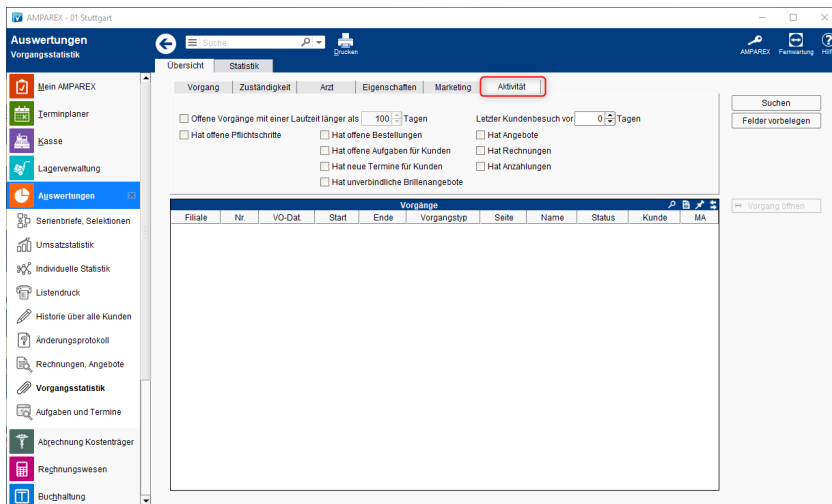 AMPAREX - 01 Stuttgart
Auswertungen
Vorgangsstatistik
Suche
Drucken
AMPAREX
Fernwartung
Hilf
Übersicht
Statistik
Mein AMPAREX
Terminplaner
Kasse
Lagerverwaltung
Auswertungen
Serienbriefe, Selektionen
Umsatzstatistik
Individuelle Statistik
Listendruck
Historie über alle Kunden
Änderungsprotokoll
Rechnungen, Angebote
Vorgangsstatistik
Aufgaben und Termine
Abrechnung Kostenträger
Rechnungswesen
Buchhaltung
Vorgang Zuständigkeit Arzt Eigenschaften Marketing Aktivität
Offene Vorgänge mit einer Laufzeit länger als 100 Tagen Letzter Kundenbesuch vor 0 Tagen
Hat offene Pflichtschritte Hat offene Bestellungen Hat Angebote
Hat offene Aufgaben für Kunden Hat Rechnungen
Hat neue Termine für Kunden Hat Anzahlungen
Hat unverbindliche Brillenangebote
Suchen
Felder vorbelegen
Vorgänge
Filiale Nr. VO-Dat. Start Ende Vorgangstyp Seite Name Status Kunde MA
Vorgang öffnen